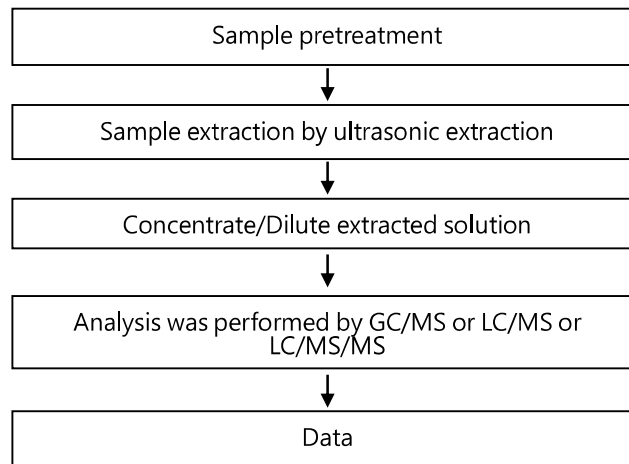 Sample pretreatment
Sample extraction by ultrasonic extraction
Concentrate/Dilute extracted solution
Analysis was performed by GC/MS or LC/MS or
LC/MS/MS
Data